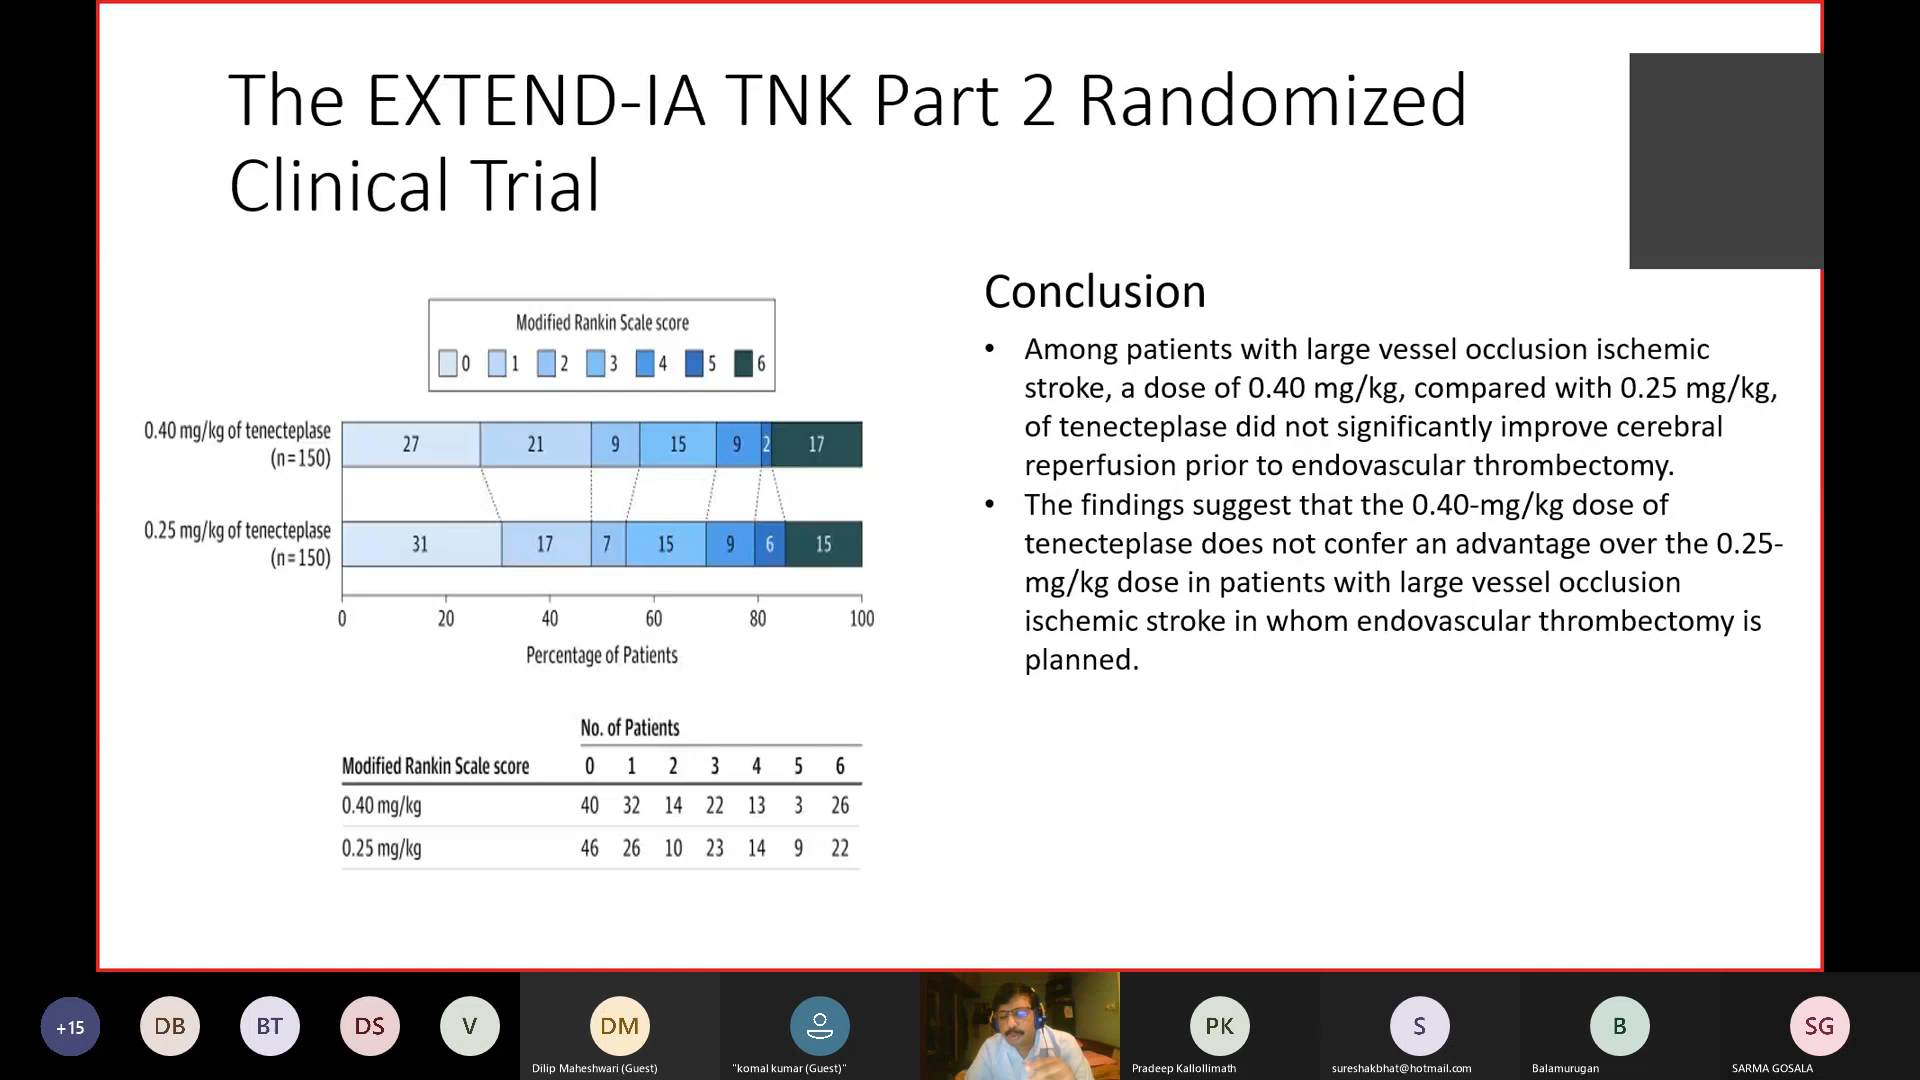 The EXTEND-IA TNK Part 2 Randomized
Clinical Trial
Modified Rankin Scale score
0 1 2 3 4 5 6
0.40 mg/kg of tenecteplase
(n=150)
27 21 9 15 9 2 17
0.25 mg/kg of tenecteplase
(n=150)
31 17 7 15 9 6 15
0 20 40 60 80 100
Percentage of Patients
No. of Patients
Modified Rankin Scale score 0 1 2 3 4 5 6
0.40 mg/kg 40 32 14 22 13 3 26
0.25 mg/kg 46 26 10 23 14 9 22
Conclusion
• Among patients with large vessel occlusion ischemic
stroke, a dose of 0.40 mg/kg, compared with 0.25 mg/kg,
of tenecteplase did not significantly improve cerebral
reperfusion prior to endovascular thrombectomy.
• The findings suggest that the 0.40-mg/kg dose of
tenecteplase does not confer an advantage over the 0.25-
mg/kg dose in patients with large vessel occlusion
ischemic stroke in whom endovascular thrombectomy is
planned.
+15 DB BT DS V DM PK S B SG
Dilip Maheshwari (Guest) "komal kumar (Guest)" Pradeep Kallollimath sureshakbhat@hotmail.com Balamurugan SARMA GOSALA